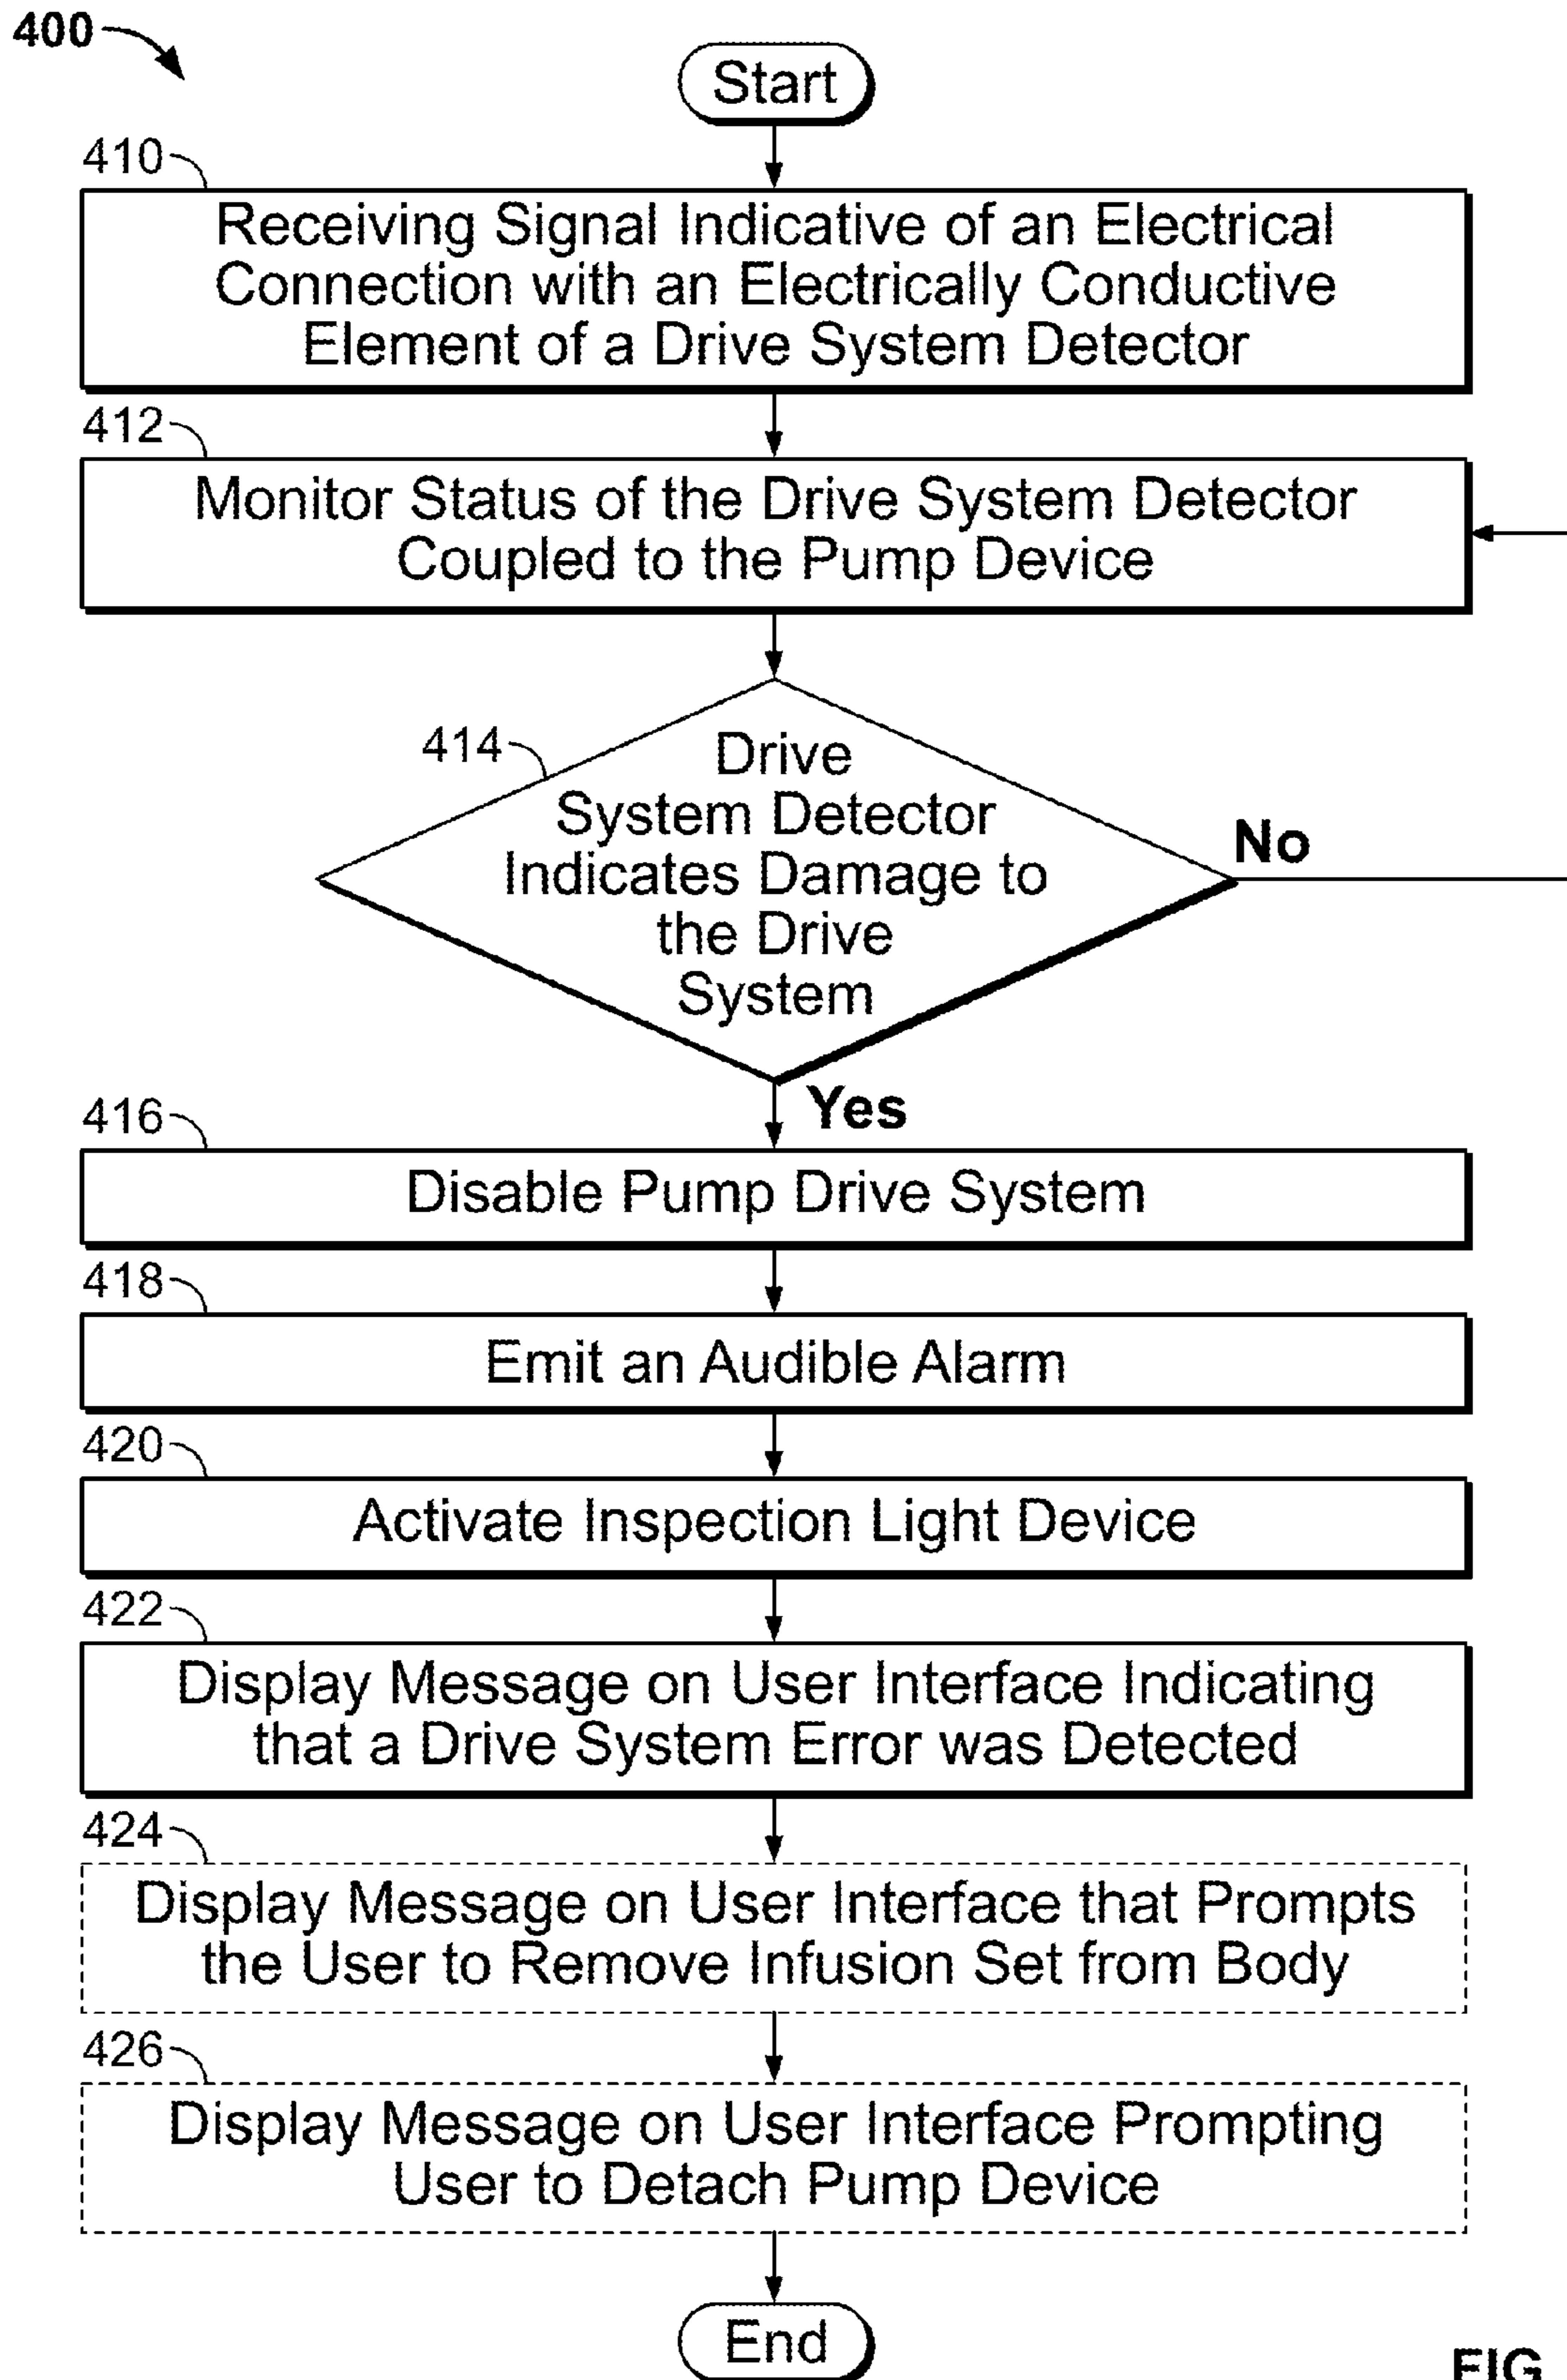 400
Start
410
Receiving Signal Indicative of an Electrical
Connection with an Electrically Conductive
Element of a Drive System Detector
412
Monitor Status of the Drive System Detector
Coupled to the Pump Device
414
Drive
System Detector
Indicates Damage to
the Drive
System
No
Yes
416
Disable Pump Drive System
418
Emit an Audible Alarm
420
Activate Inspection Light Device
422
Display Message on User Interface Indicating
that a Drive System Error was Detected
424
Display Message on User Interface that Prompts
the User to Remove Infusion Set from Body
426
Display Message on User Interface Prompting
User to Detach Pump Device
End
FIG